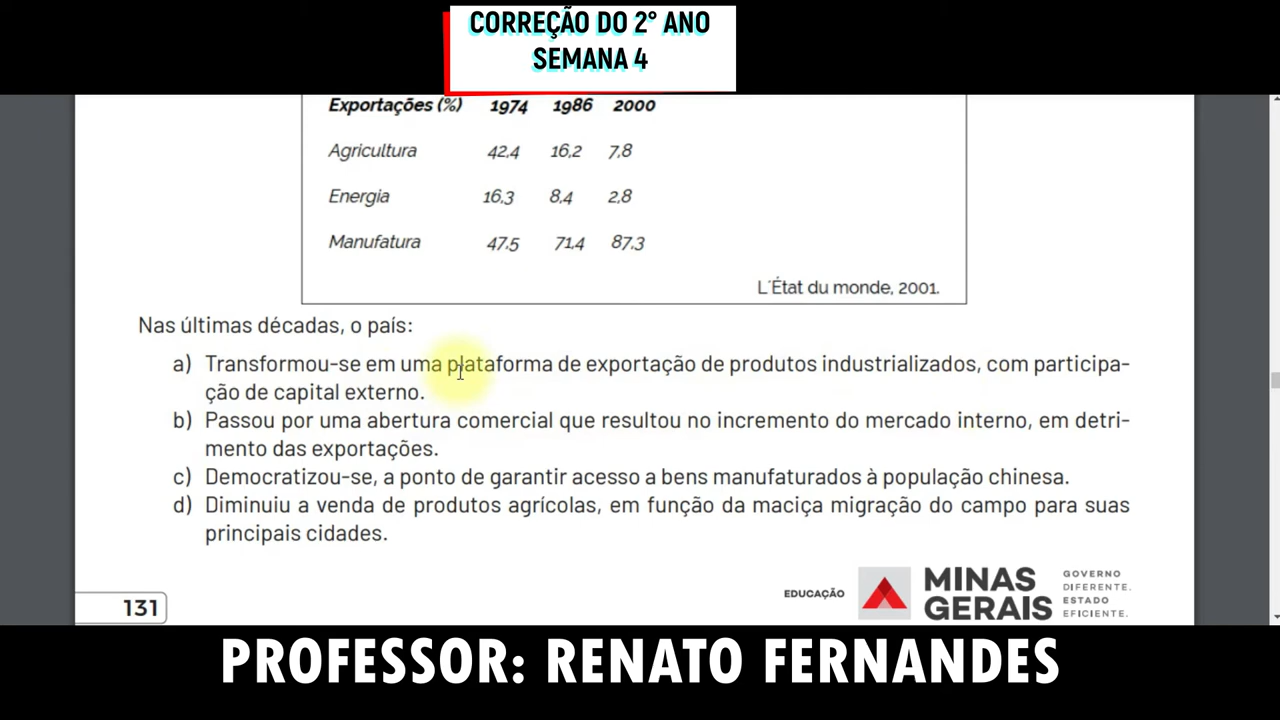 CORREÇÃO DO 2° ANO
SEMANA 4
Exportações (%) 1974 1986 2000
Agricultura 42,4 16,2 7,8
Energia 16,3 8,4 2,8
Manufatura 47,5 71,4 87,3
L´État du monde, 2001.
Nas últimas décadas, o país:
a) Transformou-se em uma plataforma de exportação de produtos industrializados, com participa-
ção de capital externo.
b) Passou por uma abertura comercial que resultou no incremento do mercado interno, em detri-
mento das exportações.
c) Democratizou-se, a ponto de garantir acesso a bens manufaturados à população chinesa.
d) Diminuiu a venda de produtos agrícolas, em função da maciça migração do campo para suas
principais cidades.
131
EDUCAÇÃO
MINAS
GERAIS
GOVERNO
DIFERENTE.
ESTADO
EFICIENTE.
PROFESSOR: RENATO FERNANDES